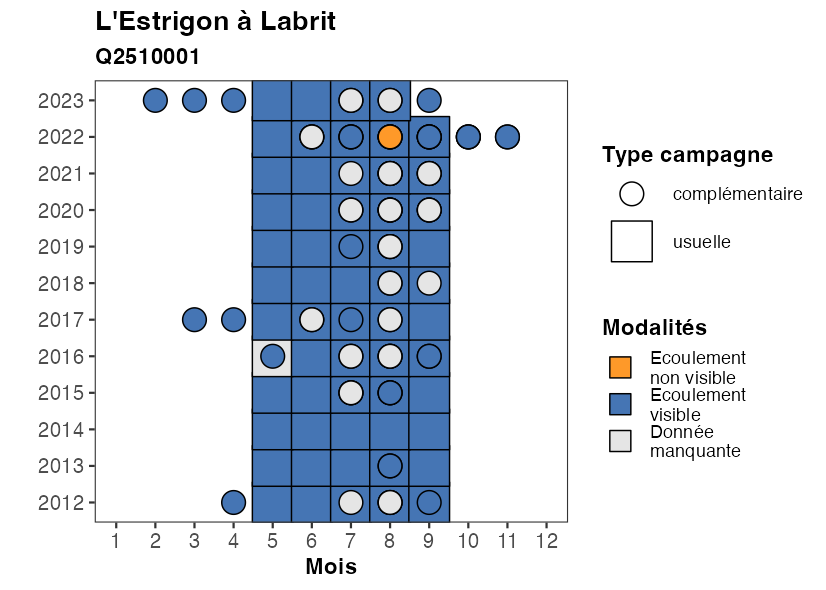 L'Estrigon à Labrit
Q2510001
2023
2022
2021
2020
2019
2018
2017
2016
2015
2014
2013
2012
1 2 3 4 5 6 7 8 9 10 11 12
Mois
Type campagne
complémentaire
usuelle
Modalités
Ecoulement
non visible
Ecoulement
visible
Donnée
manquante